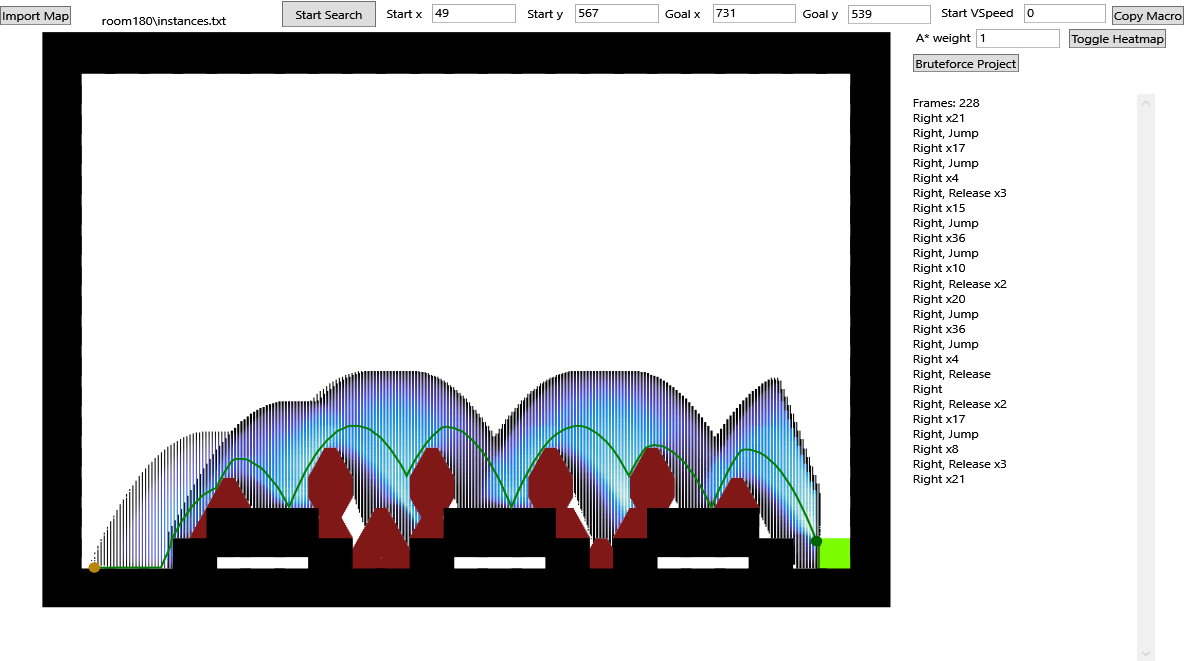 Import Map room180\instances.txt Start Search Start x 49 Start y 567 Goal x 731 Goal y 539 Start VSpeed 0 Copy Macro
A* weight 1 Toggle Heatmap
Bruteforce Project
Frames: 228
Right x21
Right, Jump
Right x17
Right, Jump
Right x4
Right, Release x3
Right x15
Right, Jump
Right x36
Right, Jump
Right x10
Right, Release x2
Right x20
Right, Jump
Right x36
Right, Jump
Right x4
Right, Release
Right
Right, Release x2
Right x17
Right, Jump
Right x8
Right, Release x3
Right x21